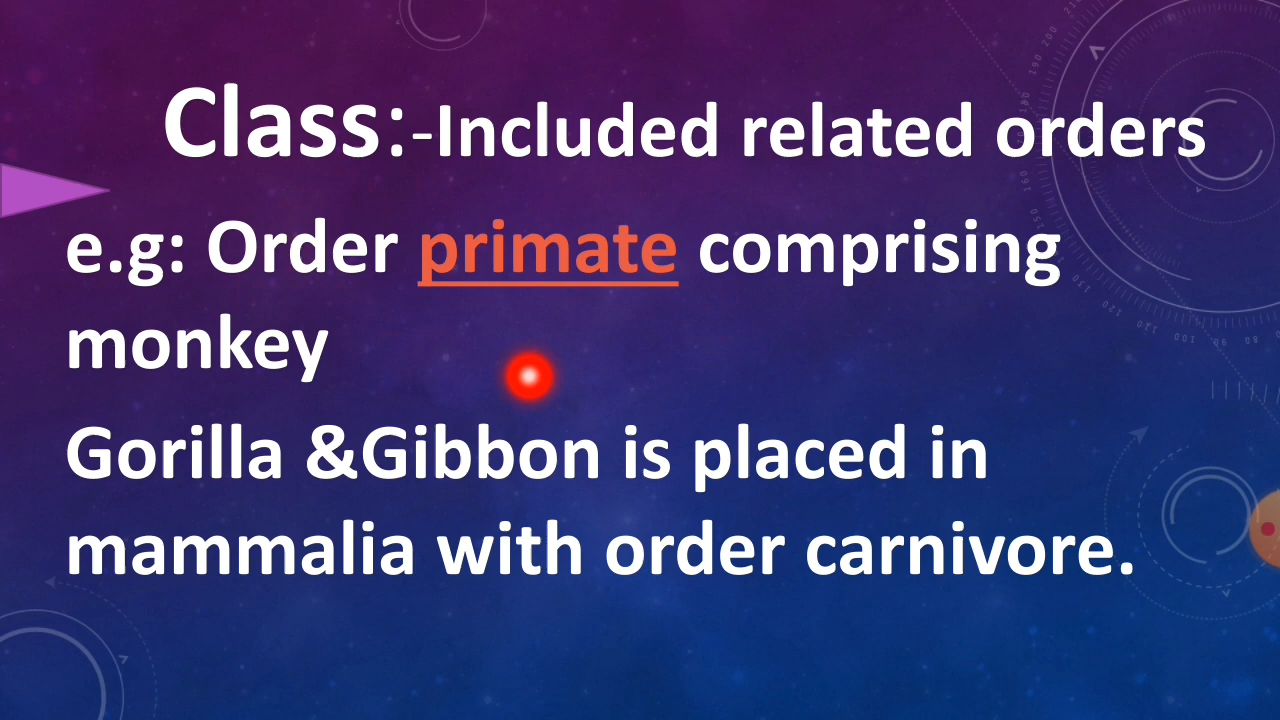 Class:-Included related orders
e.g: Order primate comprising
monkey
Gorilla &Gibbon is placed in
mammalia with order carnivore.